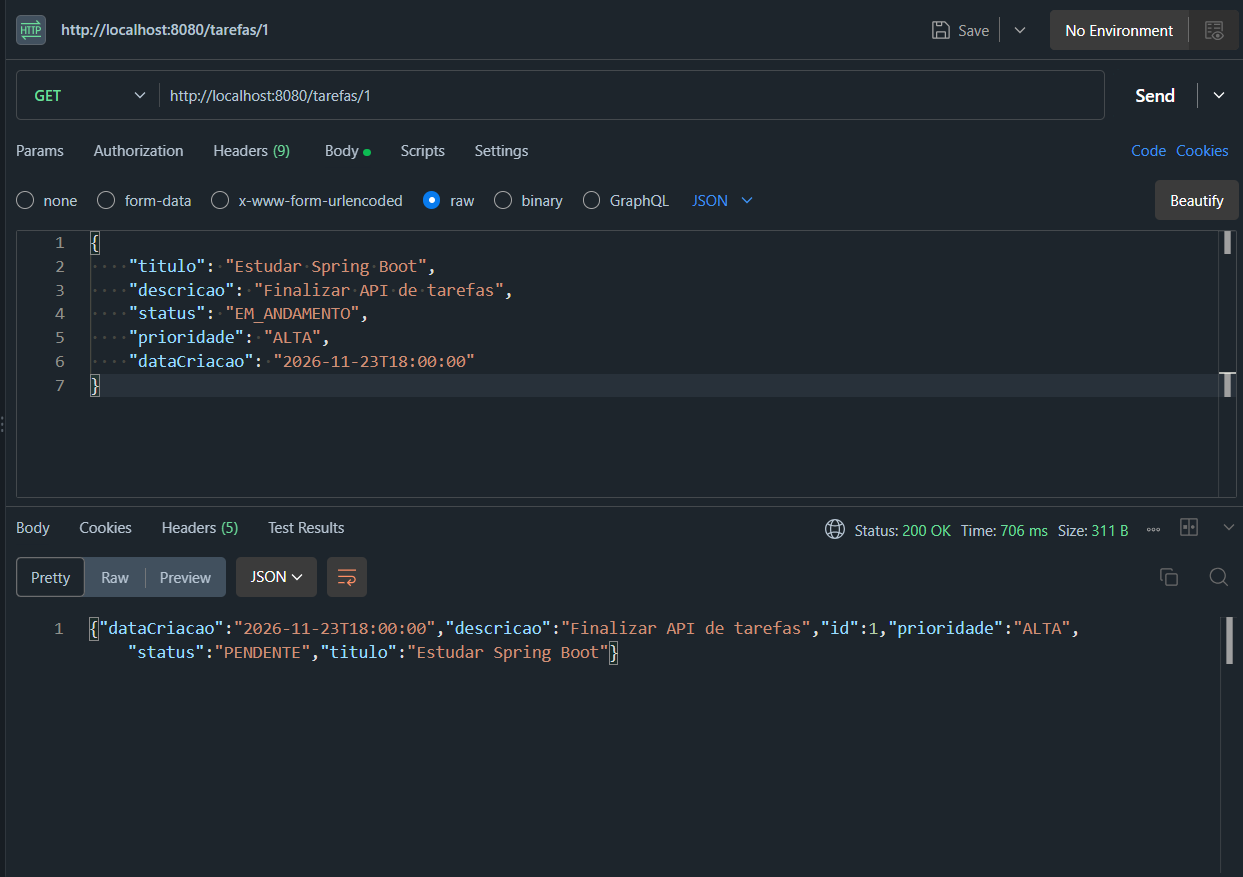 HTTP http://localhost:8080/tarefas/1 Save No Environment
GET http://localhost:8080/tarefas/1 Send
Params Authorization Headers (9) Body Scripts Settings Code Cookies
none form-data x-www-form-urlencoded raw binary GraphQL JSON Beautify
1 {
2 ····"titulo":·"Estudar·Spring·Boot",
3 ····"descricao":·"Finalizar·API·de·tarefas",
4 ····"status":·"EM_ANDAMENTO",
5 ····"prioridade":·"ALTA",
6 ····"dataCriacao":·"2026-11-23T18:00:00"
7 }
Body Cookies Headers (5) Test Results Status: 200 OK Time: 706 ms Size: 311 B
Pretty Raw Preview JSON
1 {"dataCriacao":"2026-11-23T18:00:00","descricao":"Finalizar API de tarefas","id":1,"prioridade":"ALTA",
"status":"PENDENTE","titulo":"Estudar Spring Boot"}